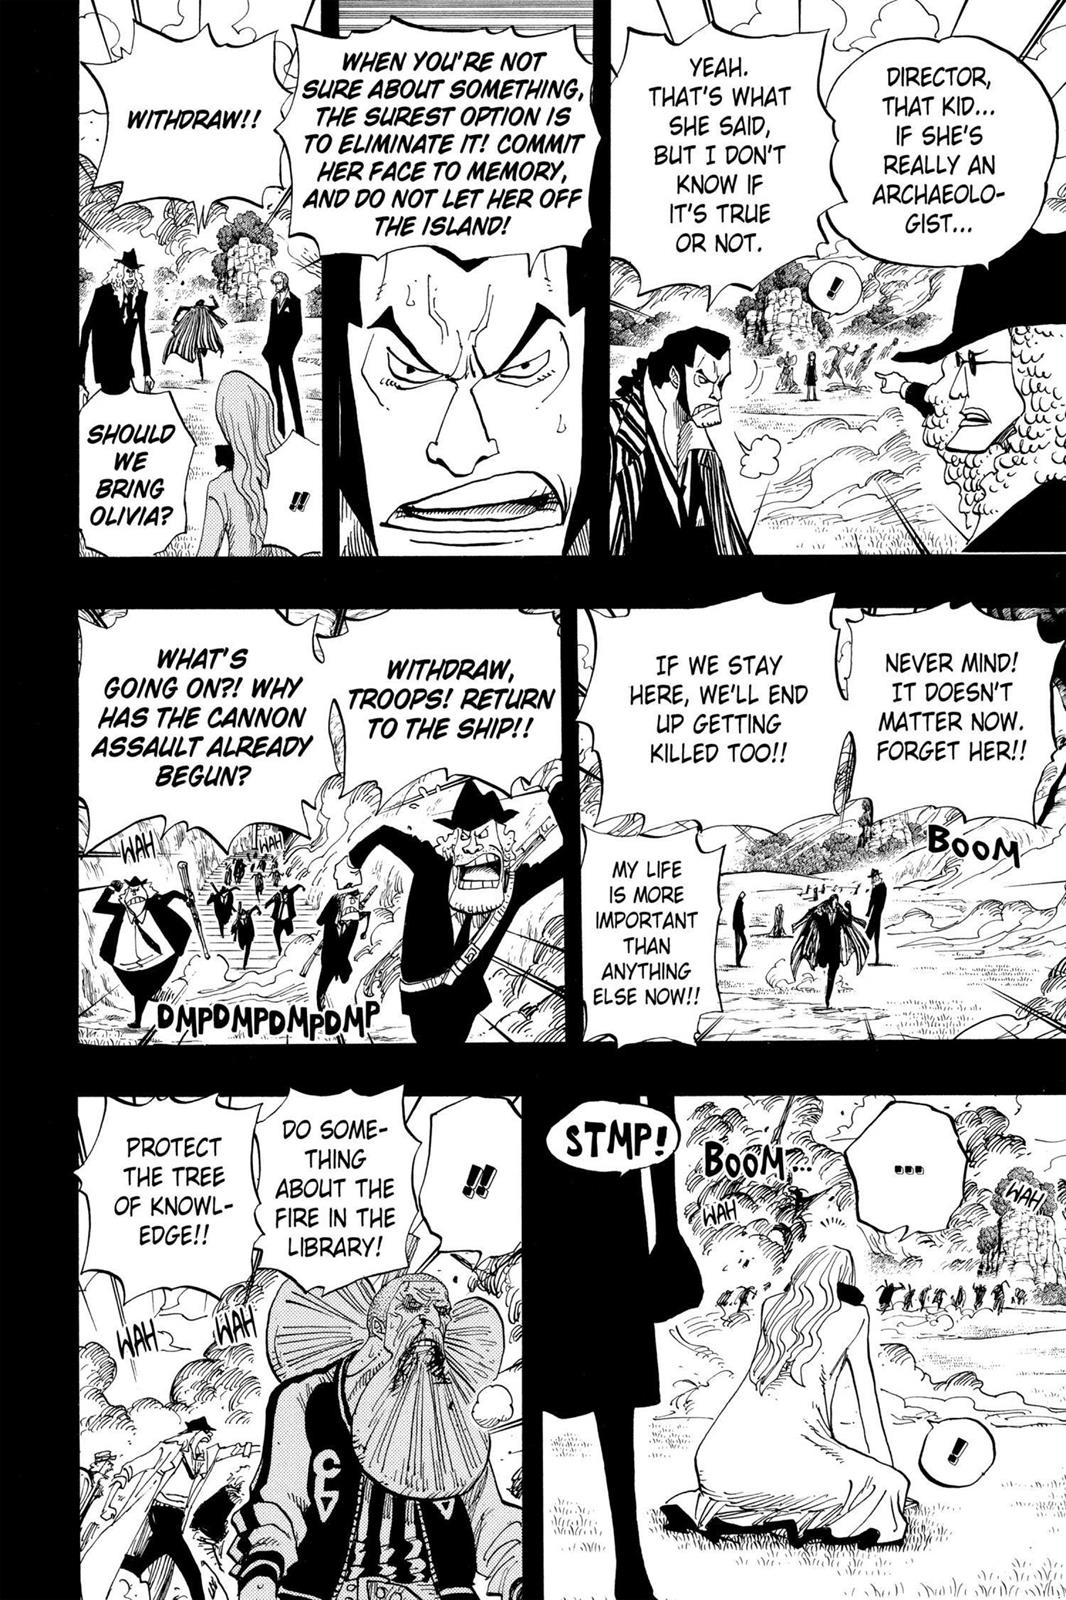 DIRECTOR,
THAT KID...
IF SHE'S
REALLY AN
ARCHAEOLO-
GIST...
YEAH.
THAT'S WHAT
SHE SAID,
BUT I DON'T
KNOW IF
IT'S TRUE
OR NOT.
!
WHEN YOU'RE NOT
SURE ABOUT SOMETHING,
THE SUREST OPTION IS
TO ELIMINATE IT! COMMIT
HER FACE TO MEMORY,
AND DO NOT LET HER OFF
THE ISLAND!
WITHDRAW!!
SHOULD
WE
BRING
OLIVIA?
!!
NEVER MIND!
IT DOESN'T
MATTER NOW.
FORGET HER!!
IF WE STAY
HERE, WE'LL END
UP GETTING
KILLED TOO!!
BOOM
MY LIFE
IS MORE
IMPORTANT
THAN
ANYTHING
ELSE NOW!!
WITHDRAW,
TROOPS! RETURN
TO THE SHIP!!
WHAT'S
GOING ON?! WHY
HAS THE CANNON
ASSAULT ALREADY
BEGUN?
WAH
WAH
DMPDMPDMPDMP
...
WAH
BOOM...
WAH
!!
STMP!
!!
DO SOME-
THING
ABOUT THE
FIRE IN THE
LIBRARY!
PROTECT
THE TREE
OF KNOWL-
EDGE!!
WAH
WAH